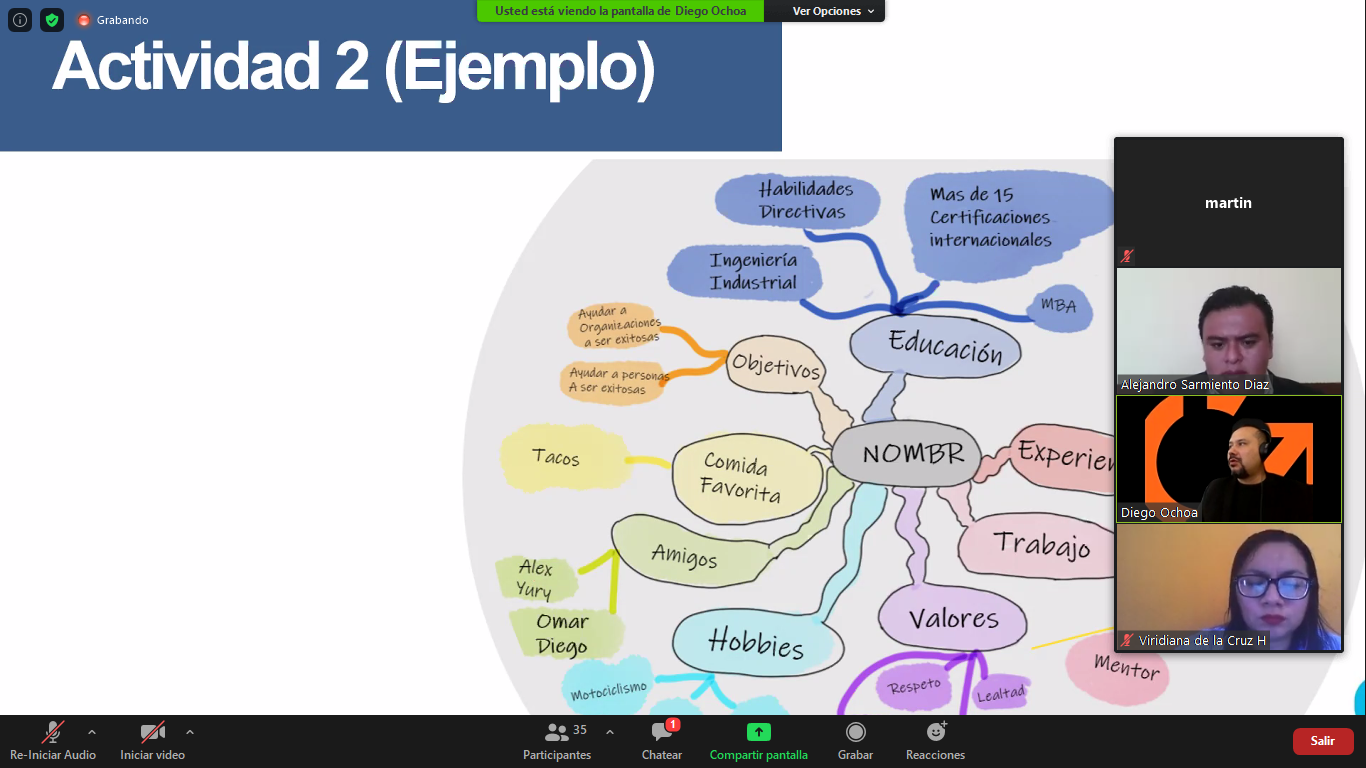 Grabando
Usted está viendo la pantalla de Diego Ochoa
Ver Opciones
Actividad 2 (Ejemplo)
Habilidades
Directivas
Mas de 15
Certificaciones
internacionales
Ingeniería
Industrial
MBA
Educación
Ayudar a
Organizaciones
a ser exitosas
Ayudar a personas
A ser exitosas
Objetivos
NOMBR
Experien
Tacos
Comida
Favorita
Trabajo
Amigos
Alex
Yury
Omar
Diego
Hobbies
Valores
Motociclismo
Respeto
Lealtad
Mentor
martin
Alejandro Sarmiento Diaz
Diego Ochoa
Viridiana de la Cruz H
Re-Iniciar Audio
Iniciar video
Participantes
35
Chatear
1
Compartir pantalla
Grabar
Reacciones
Salir